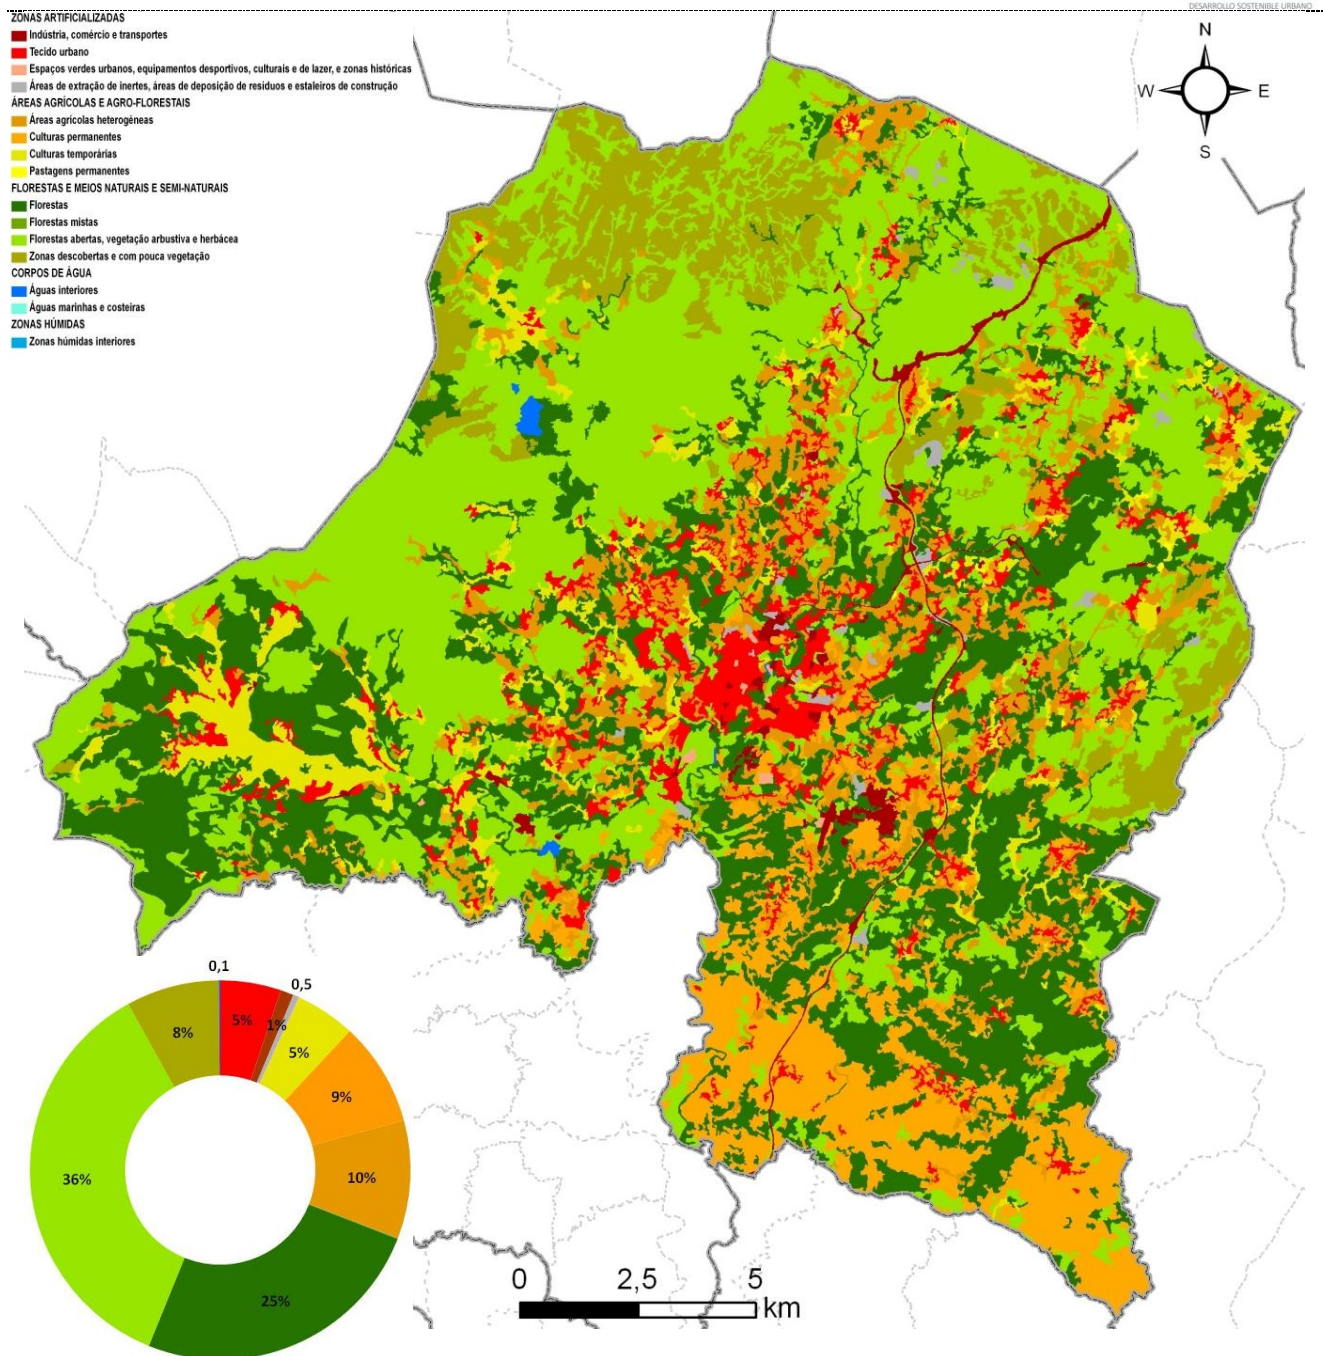 DESARROLLO SOSTENIBLE URBANO
ZONAS ARTIFICIALIZADAS
Indústria, comércio e transportes
Tecido urbano
Espaços verdes urbanos, equipamentos desportivos, culturais e de lazer, e zonas históricas
Áreas de extração de inertes, áreas de deposição de resíduos e estaleiros de construção
ÁREAS AGRÍCOLAS E AGRO-FLORESTAIS
Áreas agrícolas heterogéneas
Culturas permanentes
Culturas temporárias
Pastagens permanentes
FLORESTAS E MEIOS NATURAIS E SEMI-NATURAIS
Florestas
Florestas mistas
Florestas abertas, vegetação arbustiva e herbácea
Zonas descobertas e com pouca vegetação
CORPOS DE ÁGUA
Águas interiores
Águas marinhas e costeiras
ZONAS HÚMIDAS
Zonas húmidas interiores
N
W E
S
0,1
0,5
5%
1%
8%
5%
9%
10%
36%
25%
0 2,5 5
km